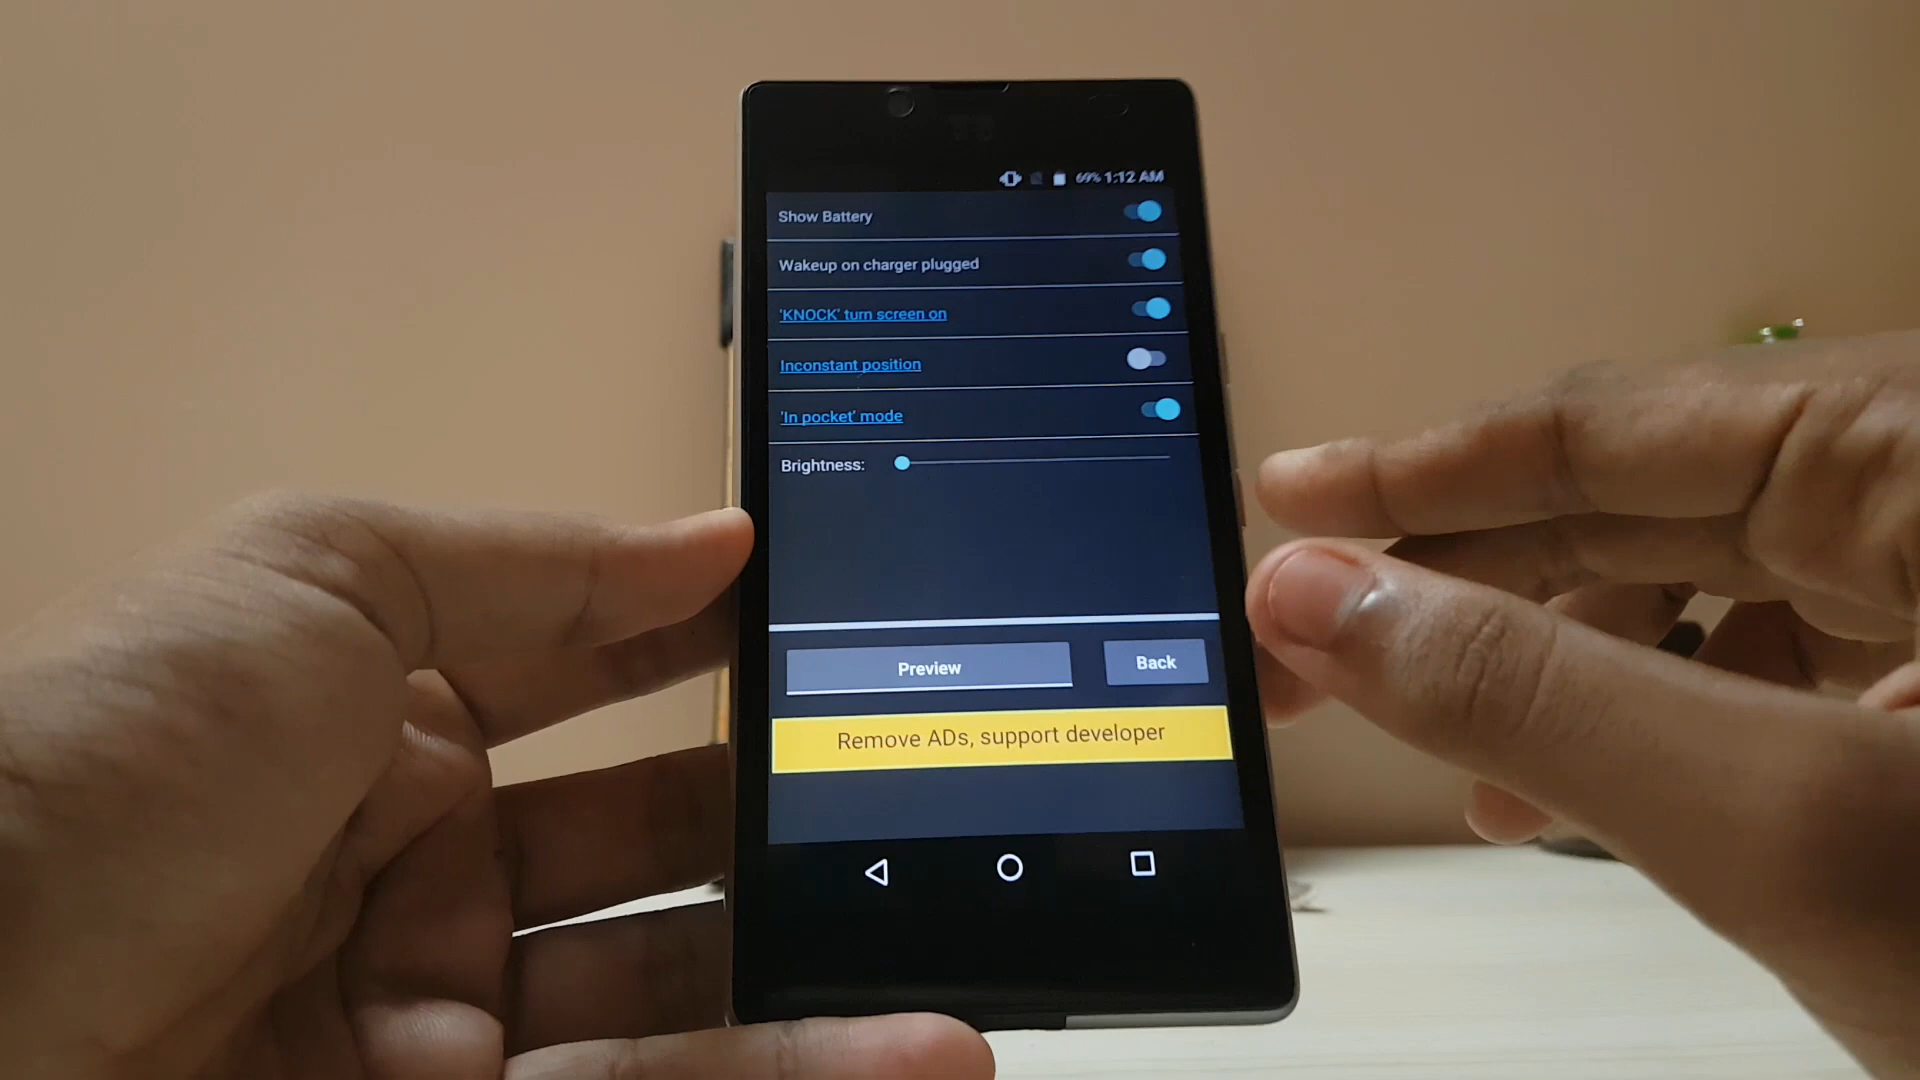 69% 1:12 AM
Show Battery
Wakeup on charger plugged
'KNOCK' turn screen on
Inconstant position
'In pocket' mode
Brightness:
Preview
Back
Remove ADs, support developer